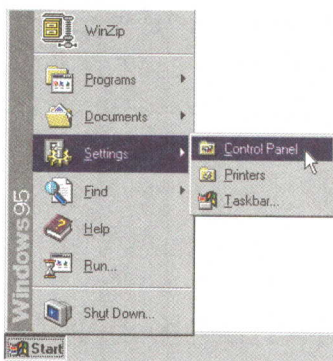 WinZip
Programs
Documents
Settings
Control Panel
Printers
Taskbar...
Find
Help
Run...
Shut Down...
Windows95
Start